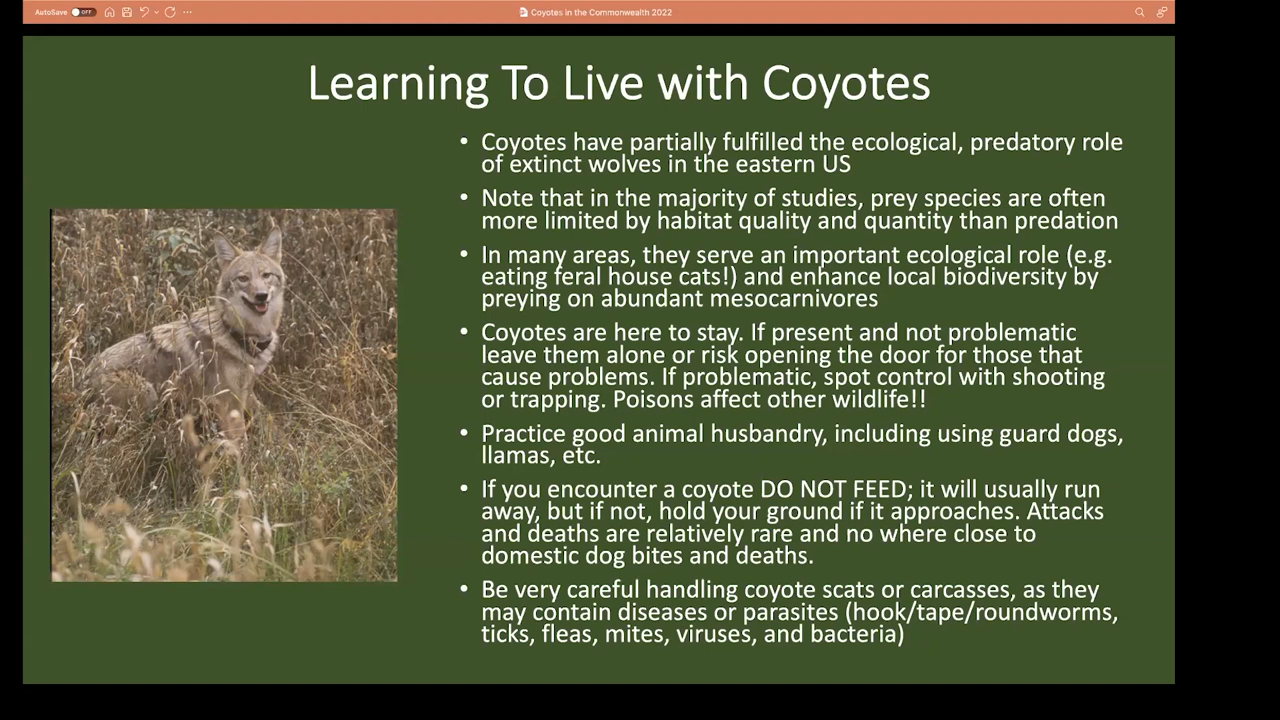 AutoSave OFF
Coyotes in the Commonwealth 2022
Learning To Live with Coyotes
• Coyotes have partially fulfilled the ecological, predatory role
of extinct wolves in the eastern US
• Note that in the majority of studies, prey species are often
more limited by habitat quality and quantity than predation
• In many areas, they serve an important ecological role (e.g.
eating feral house cats!) and enhance local biodiversity by
preying on abundant mesocarnivores
• Coyotes are here to stay. If present and not problematic
leave them alone or risk opening the door for those that
cause problems. If problematic, spot control with shooting
or trapping. Poisons affect other wildlife!!
• Practice good animal husbandry, including using guard dogs,
llamas, etc.
• If you encounter a coyote DO NOT FEED; it will usually run
away, but if not, hold your ground if it approaches. Attacks
and deaths are relatively rare and no where close to
domestic dog bites and deaths.
• Be very careful handling coyote scats or carcasses, as they
may contain diseases or parasites (hook/tape/roundworms,
ticks, fleas, mites, viruses, and bacteria)